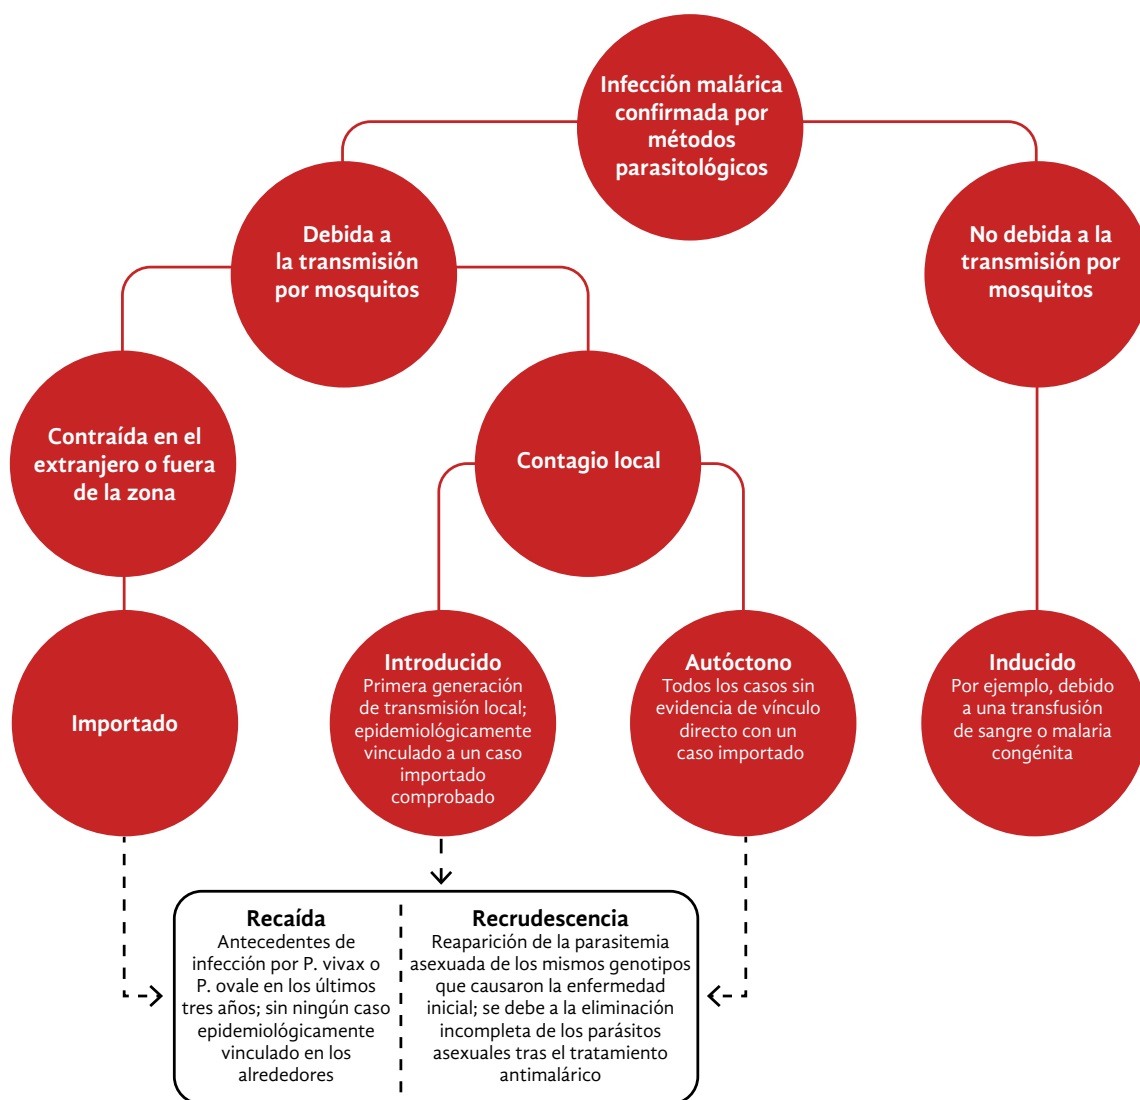 Infección malárica
confirmada por
métodos
parasitológicos
Debida a
la transmisión
por mosquitos
No debida a la
transmisión por
mosquitos
Contraída en el
extranjero o fuera
de la zona
Contagio local
Importado
Introducido
Primera generación
de transmisión local;
epidemiológicamente
vinculado a un caso
importado
comprobado
Autóctono
Todos los casos sin
evidencia de vínculo
directo con un
caso importado
Inducido
Por ejemplo, debido
a una transfusión
de sangre o malaria
congénita
Recaída
Antecedentes de
infección por P. vivax o
P. ovale en los últimos
tres años; sin ningún caso
epidemiológicamente
vinculado en los
alrededores
Recrudescencia
Reaparición de la parasitemia
asexuada de los mismos genotipos
que causaron la enfermedad
inicial; se debe a la eliminación
incompleta de los parásitos
asexuales tras el tratamiento
antimalárico